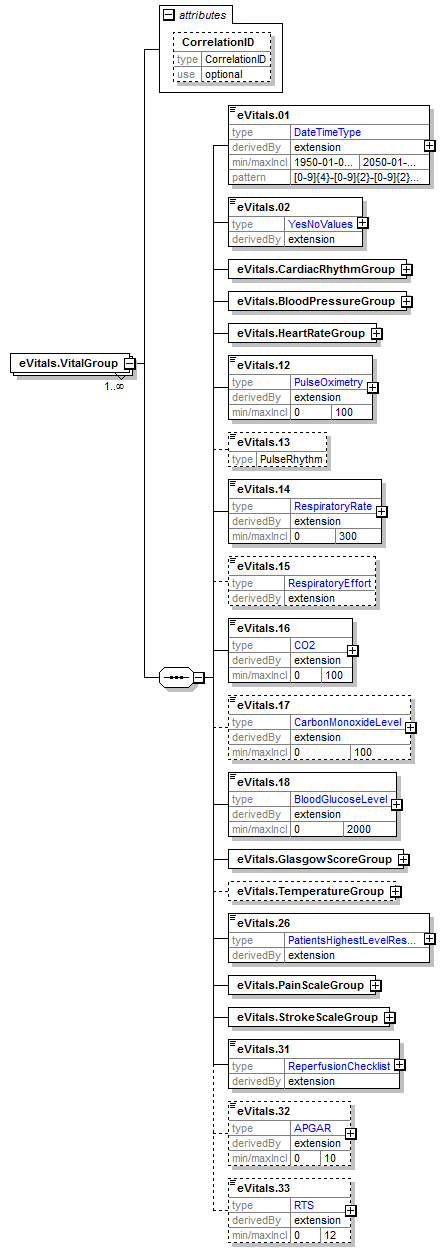 attributes
CorrelationID
type CorrelationID
use optional
eVitals.01
type DateTimeType
derivedBy extension
min/maxIncl 1950-01-0... 2050-01-...
pattern [0-9]{4}-[0-9]{2}-[0-9]{2}...
eVitals.02
type YesNoValues
derivedBy extension
eVitals.CardiacRhythmGroup
eVitals.BloodPressureGroup
eVitals.HeartRateGroup
eVitals.VitalGroup
1..∞
eVitals.12
type PulseOximetry
derivedBy extension
min/maxIncl 0 100
eVitals.13
type PulseRhythm
eVitals.14
type RespiratoryRate
derivedBy extension
min/maxIncl 0 300
eVitals.15
type RespiratoryEffort
derivedBy extension
eVitals.16
type CO2
derivedBy extension
min/maxIncl 0 100
eVitals.17
type CarbonMonoxideLevel
derivedBy extension
min/maxIncl 0 100
eVitals.18
type BloodGlucoseLevel
derivedBy extension
min/maxIncl 0 2000
eVitals.GlasgowScoreGroup
eVitals.TemperatureGroup
eVitals.26
type PatientsHighestLevelRes...
derivedBy extension
eVitals.PainScaleGroup
eVitals.StrokeScaleGroup
eVitals.31
type ReperfusionChecklist
derivedBy extension
eVitals.32
type APGAR
derivedBy extension
min/maxIncl 0 10
eVitals.33
type RTS
derivedBy extension
min/maxIncl 0 12